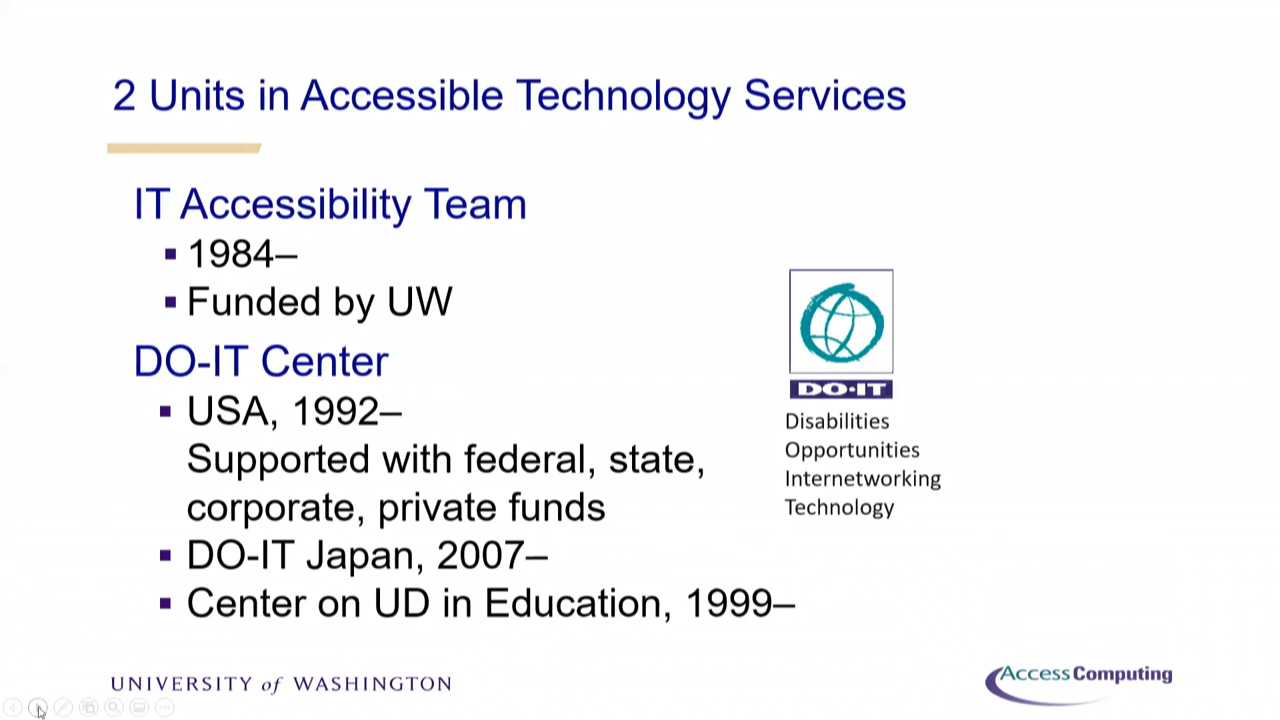 2 Units in Accessible Technology Services
IT Accessibility Team
▪ 1984–
▪ Funded by UW
DO-IT Center
▪ USA, 1992–
Supported with federal, state,
corporate, private funds
▪ DO-IT Japan, 2007–
▪ Center on UD in Education, 1999–
DO•IT
Disabilities
Opportunities
Internetworking
Technology
UNIVERSITY of WASHINGTON
AccessComputing